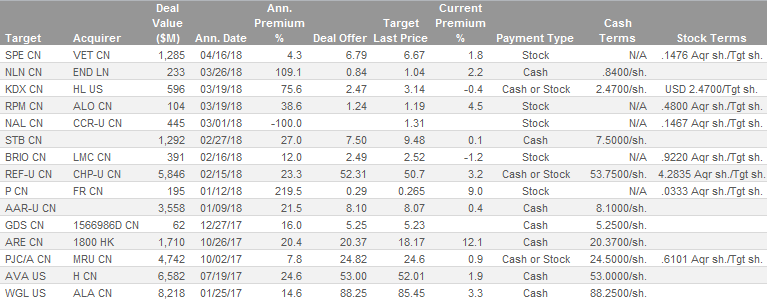 Deal Ann. Current
Value Premium Target Premium Cash
Target Acquirer ($M) Ann. Date % Deal Offer Last Price % Payment Type Terms Stock Terms
SPE CN VET CN 1,285 04/16/18 4.3 6.79 6.67 1.8 Stock N/A .1476 Aqr sh./Tgt sh.
NLN CN END LN 233 03/26/18 109.1 0.84 1.04 2.2 Cash .8400/sh.
KDX CN HL US 596 03/19/18 75.6 2.47 3.14 -0.4 Cash or Stock 2.4700/sh. USD 2.4700/Tgt sh.
RPM CN ALO CN 104 03/19/18 38.6 1.24 1.19 4.5 Stock N/A .4800 Aqr sh./Tgt sh.
NAL CN CCR-U CN 445 03/01/18 -100.0 1.31 Stock N/A .1467 Aqr sh./Tgt sh.
STB CN 1,292 02/27/18 27.0 7.50 9.48 0.1 Cash 7.5000/sh.
BRIO CN LMC CN 391 02/16/18 12.0 2.49 2.52 -1.2 Stock N/A .9220 Aqr sh./Tgt sh.
REF-U CN CHP-U CN 5,846 02/15/18 23.3 52.31 50.7 3.2 Cash or Stock 53.7500/sh. 4.2835 Aqr sh./Tgt sh.
P CN FR CN 195 01/12/18 219.5 0.29 0.265 9.0 Stock N/A .0333 Aqr sh./Tgt sh.
AAR-U CN 3,558 01/09/18 21.5 8.10 8.07 0.4 Cash 8.1000/sh.
GDS CN 1566986D CN 62 12/27/17 16.0 5.25 5.23 Cash 5.2500/sh.
ARE CN 1800 HK 1,710 10/26/17 20.4 20.37 18.17 12.1 Cash 20.3700/sh.
PJC/A CN MRU CN 4,742 10/02/17 7.8 24.82 24.6 0.9 Cash or Stock 24.5000/sh. .6101 Aqr sh./Tgt sh.
AVA US H CN 6,582 07/19/17 24.6 53.00 52.01 1.9 Cash 53.0000/sh.
WGL US ALA CN 8,218 01/25/17 14.6 88.25 85.45 3.3 Cash 88.2500/sh.